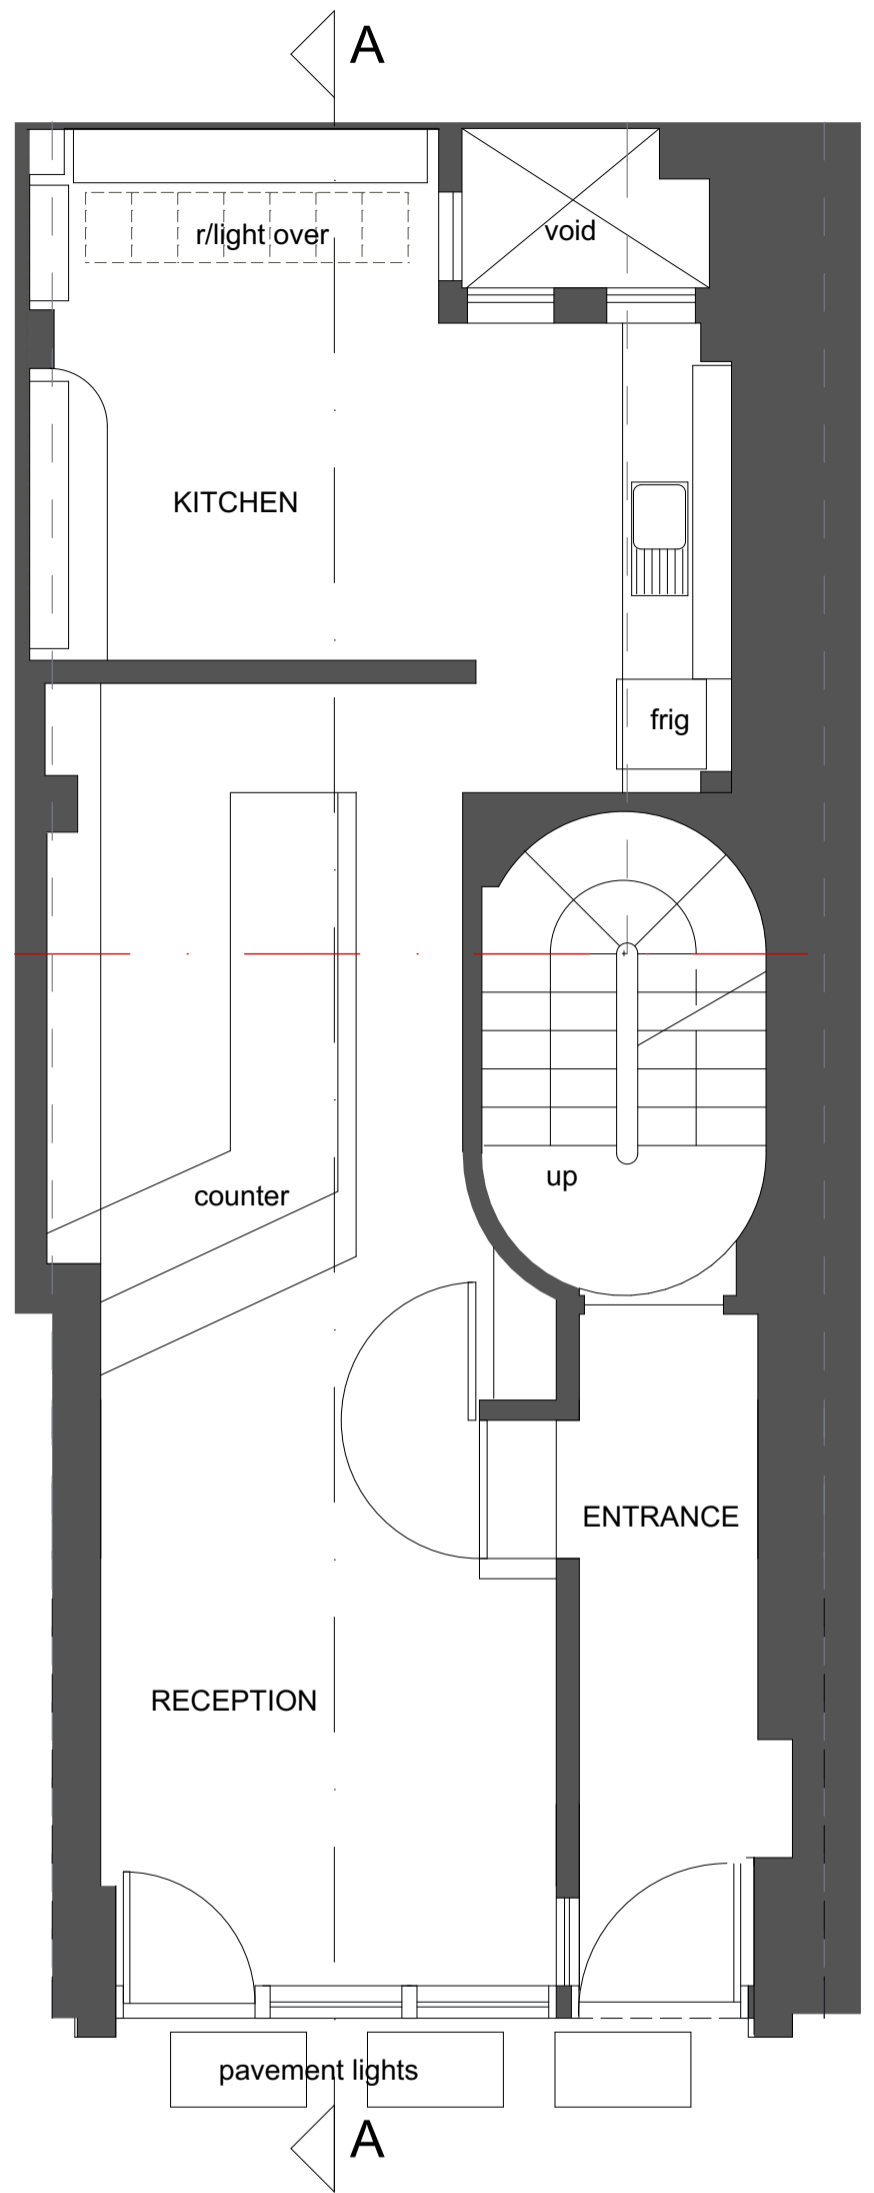 A
r/light over
void
KITCHEN
frig
counter
up
ENTRANCE
RECEPTION
pavement lights
A